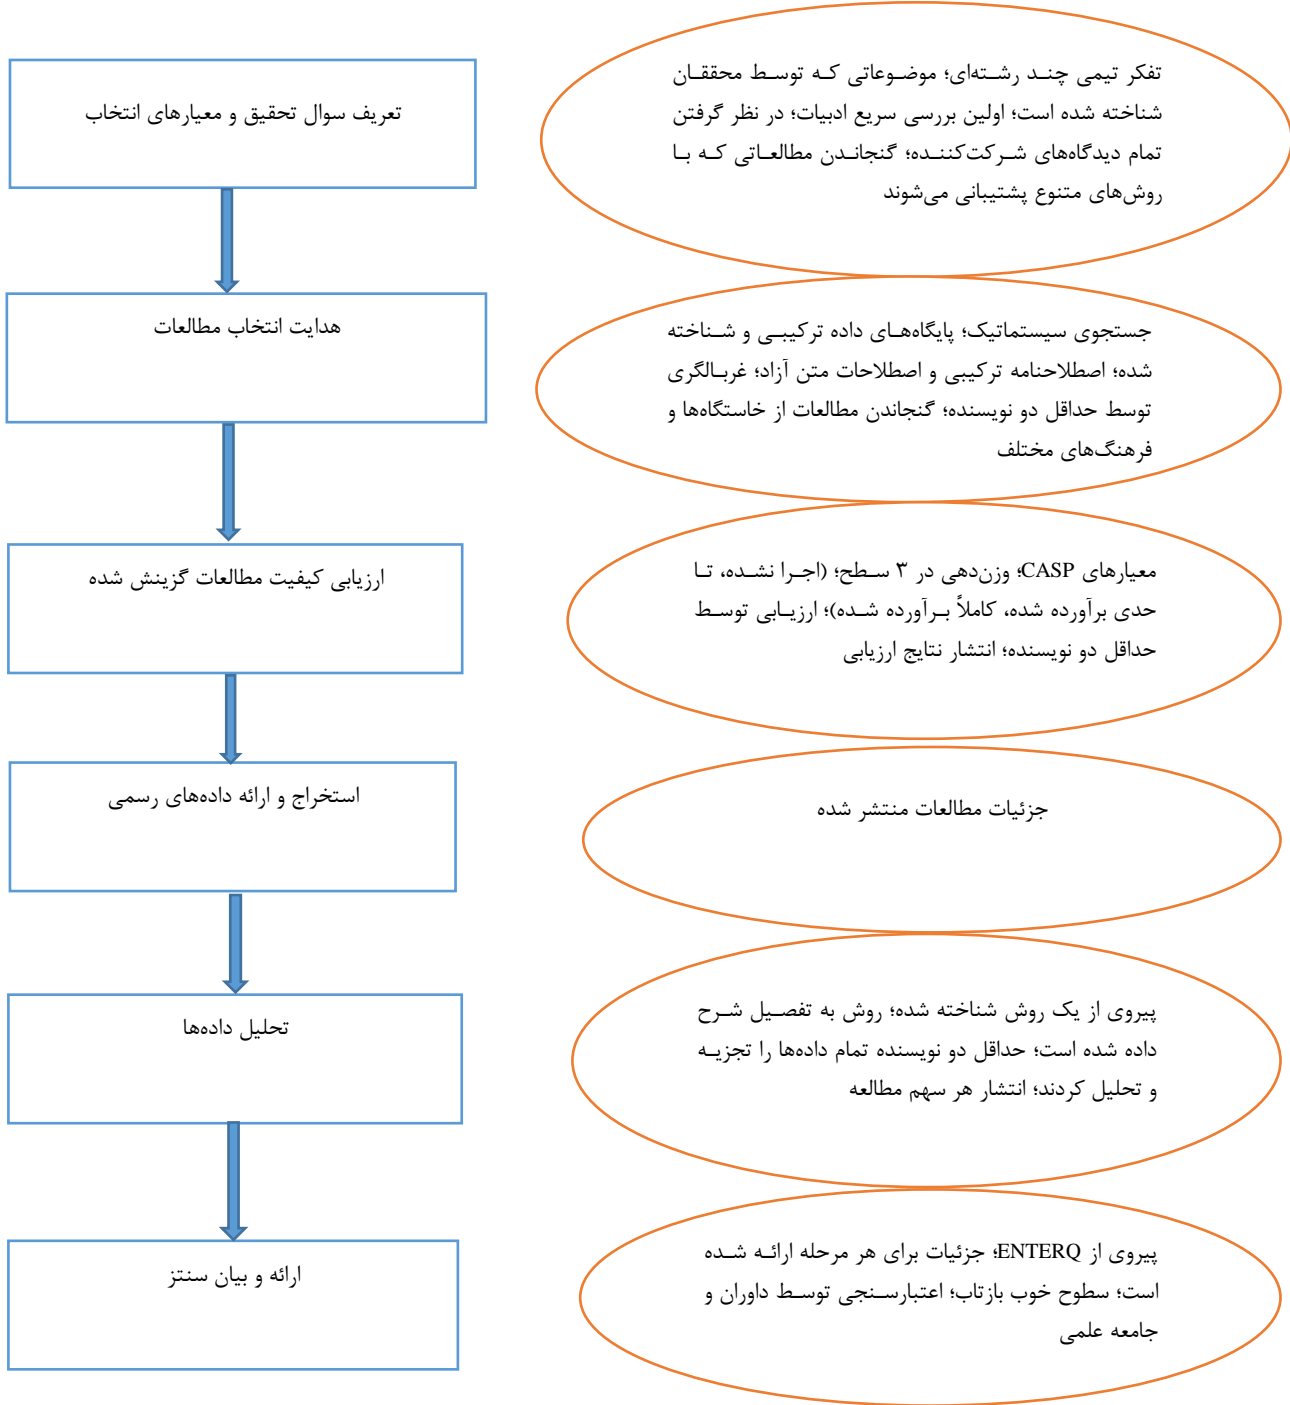 تعریف سوال تحقیق و معیارهای انتخاب
تفکر تیمی چند رشته‌ای؛ موضوعاتی که توسط محققان
شناخته شده است؛ اولین بررسی سریع ادبیات؛ در نظر گرفتن
تمام دیدگاه‌های شرکت‌کننده؛ گنجاندن مطالعاتی که با
روش‌های متنوع پشتیبانی می‌شوند
هدایت انتخاب مطالعات
جستجوی سیستماتیک؛ پایگاه‌های داده ترکیبی و شناخته
شده؛ اصطلاحنامه ترکیبی و اصطلاحات متن آزاد؛ غربالگری
توسط حداقل دو نویسنده؛ گنجاندن مطالعات از خاستگاه‌ها و
فرهنگ‌های مختلف
ارزیابی کیفیت مطالعات گزینش شده
معیارهای CASP؛ وزن‌دهی در ۳ سطح؛ (اجرا نشده، تا
حدی برآورده شده، کاملاً برآورده شده)؛ ارزیابی توسط
حداقل دو نویسنده؛ انتشار نتایج ارزیابی
استخراج و ارائه داده‌های رسمی
جزئیات مطالعات منتشر شده
تحلیل داده‌ها
پیروی از یک روش شناخته شده؛ روش به تفصیل شرح
داده شده است؛ حداقل دو نویسنده تمام داده‌ها را تجزیه
و تحلیل کردند؛ انتشار هر سهم مطالعه
ارائه و بیان سنتز
پیروی از ENTERQ؛ جزئیات برای هر مرحله ارائه شده
است؛ سطوح خوب بازتاب؛ اعتبارسنجی توسط داوران و
جامعه علمی